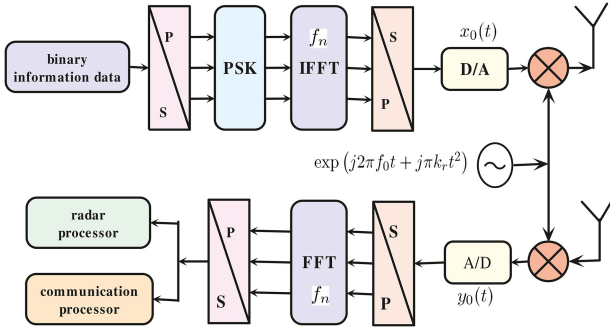 binary
information data
P
S
PSK
f_n
IFFT
S
P
x_0(t)
D/A
exp (j2πf_0t + jπk_rt^2)
radar
processor
communication
processor
P
S
FFT
f_n
S
P
A/D
y_0(t)